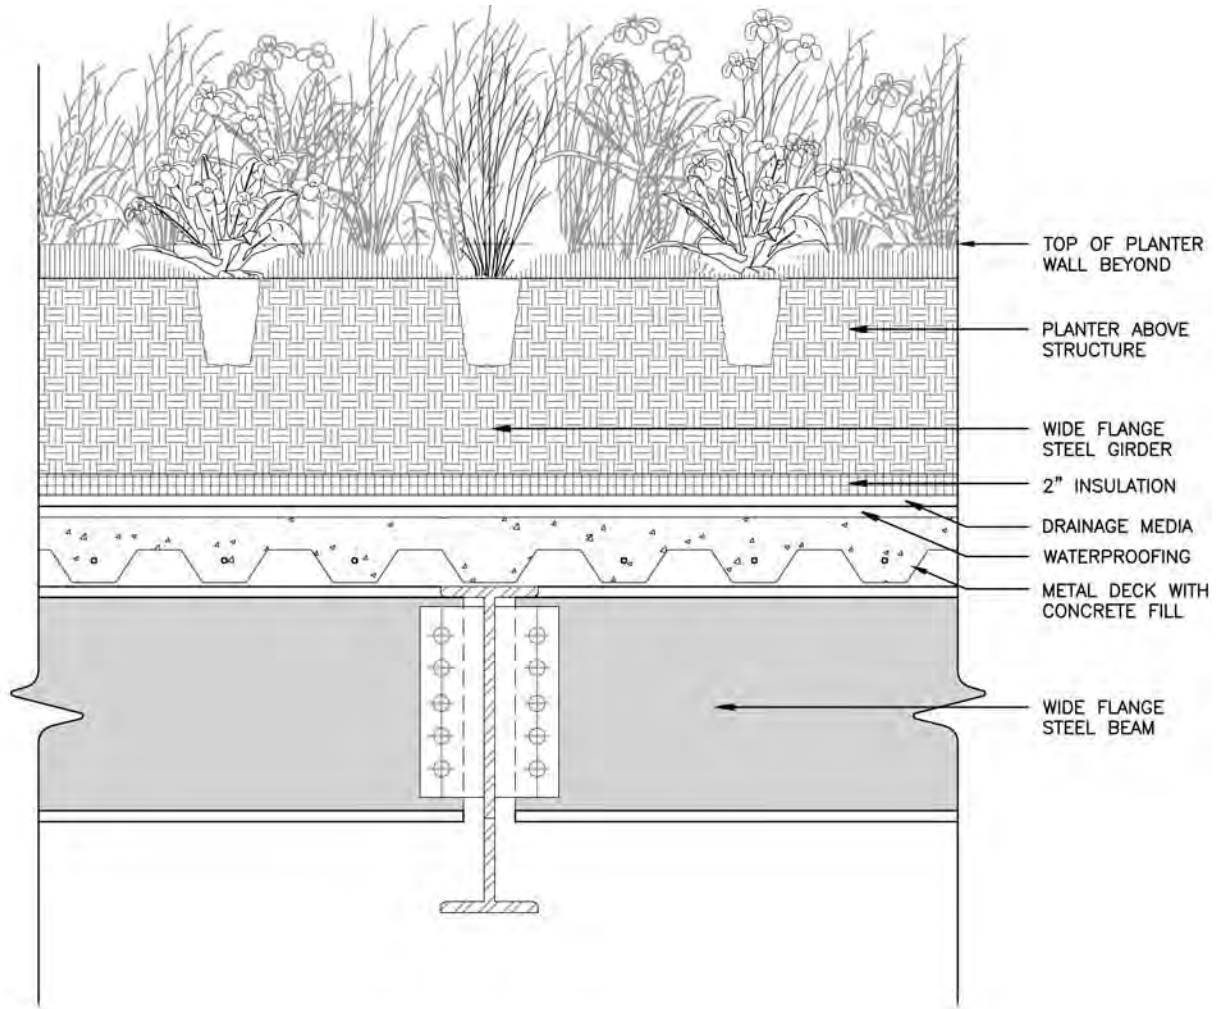 TOP OF PLANTER
WALL BEYOND
PLANTER ABOVE
STRUCTURE
WIDE FLANGE
STEEL GIRDER
2" INSULATION
DRAINAGE MEDIA
WATERPROOFING
METAL DECK WITH
CONCRETE FILL
WIDE FLANGE
STEEL BEAM